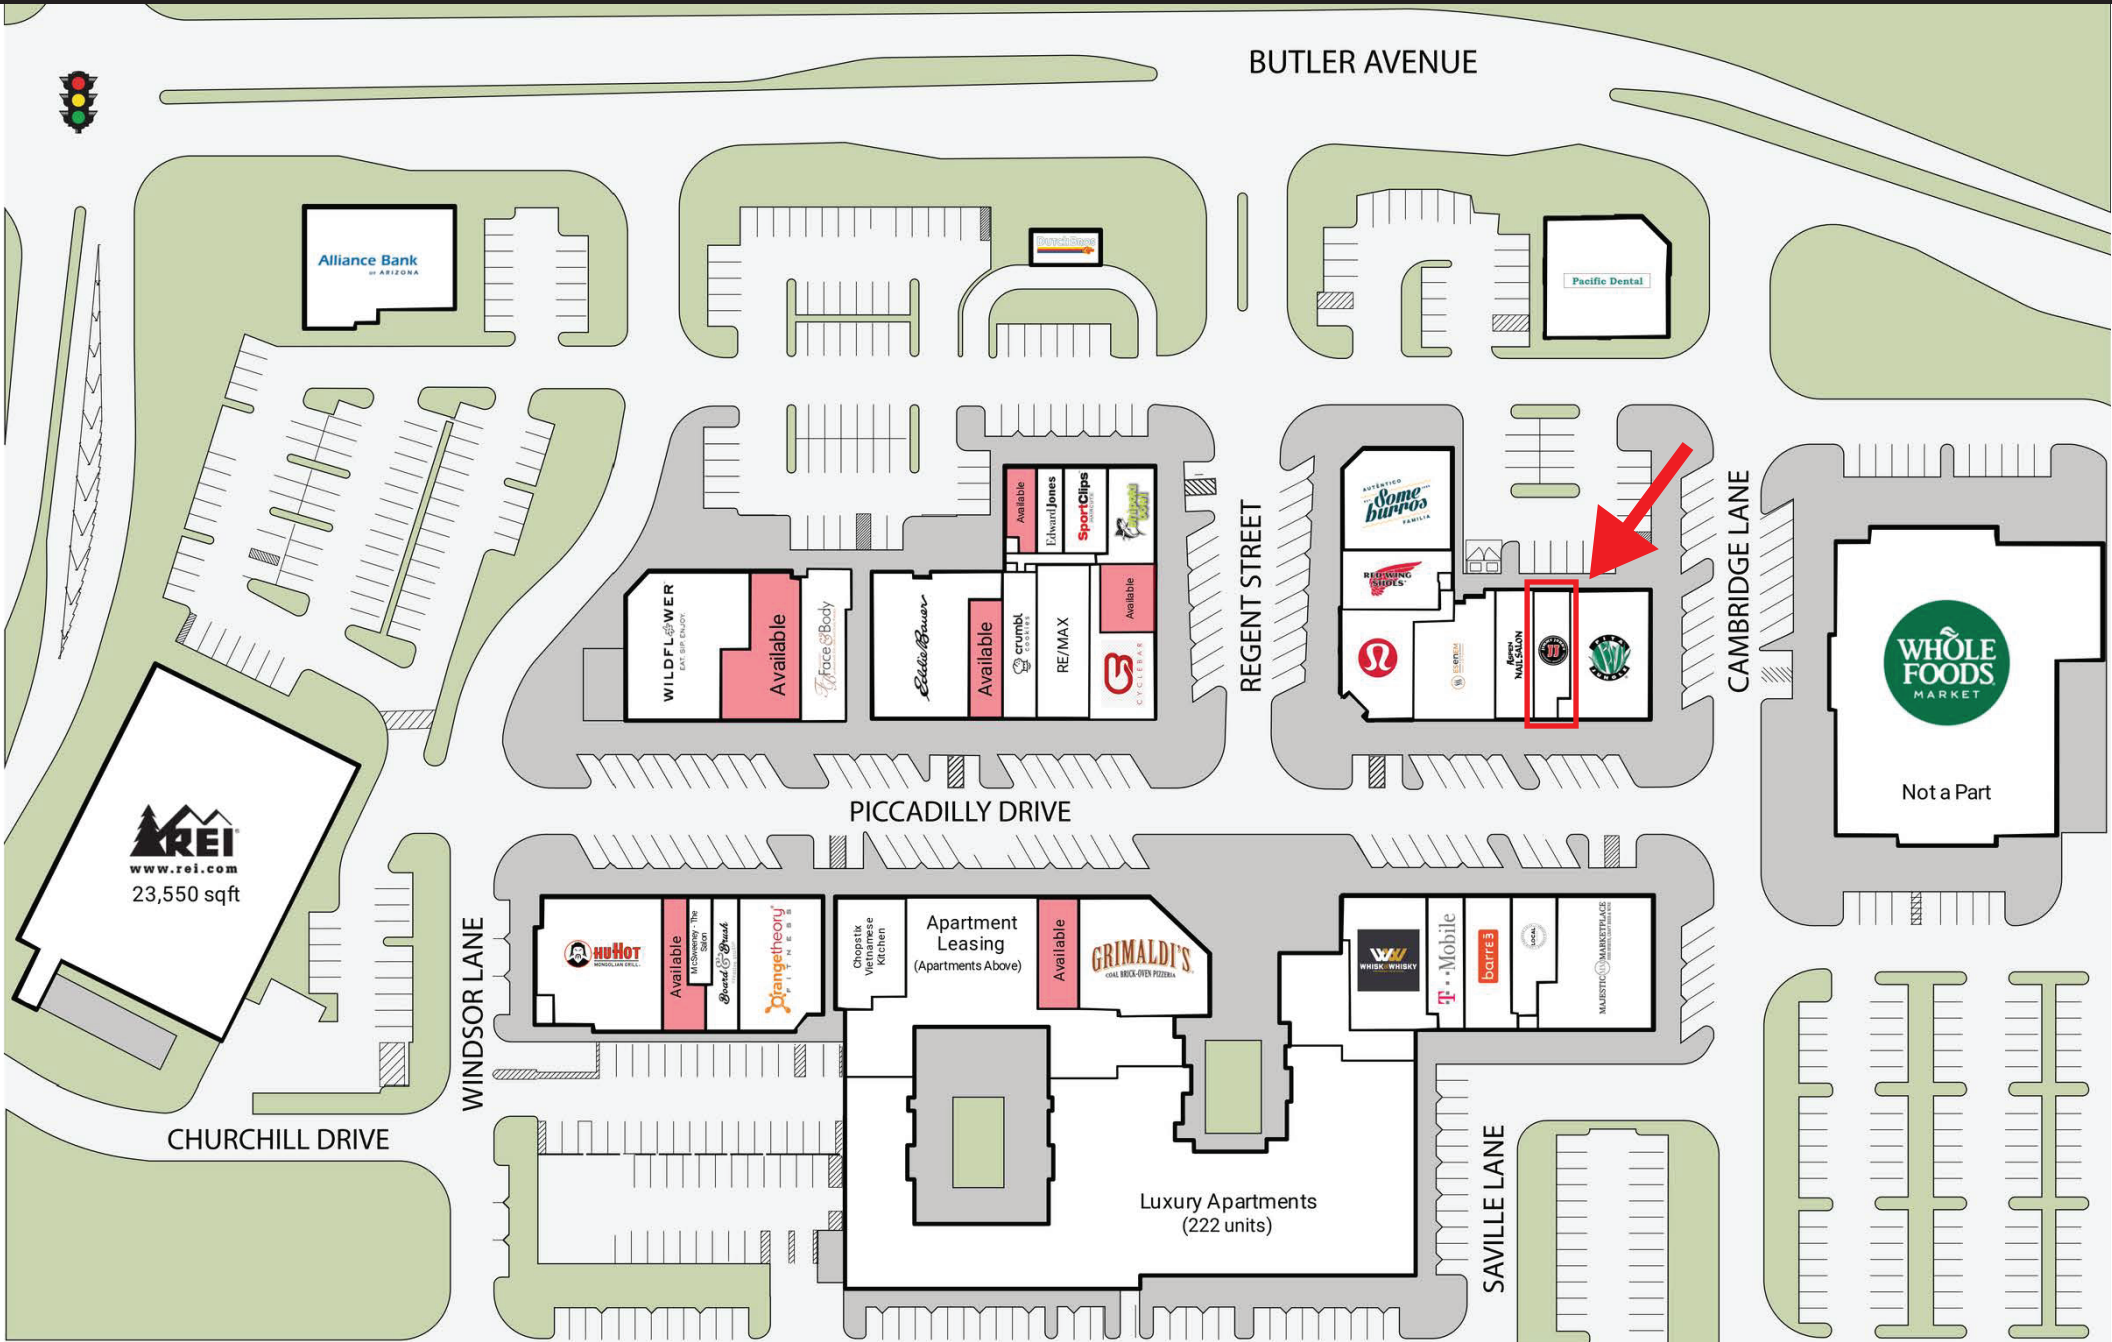 BUTLER AVENUE
Alliance Bank
OF ARIZONA
DUTCH BROS
Pacific Dental
Available
Edward Jones
SportClips
AUTÉNTICO
Some
burros
FAMILIA
REGENT STREET
CAMBRIDGE LANE
WILDFLOWER
EAT. SIP. ENJOY.
Available
Face & Body
Eddie Bauer
Available
crumbl
cookies
RE/MAX
Available
CYCLEBAR
RED WING
SHOES
ASPEN
NAIL SALON
PITA
JUNGLE
WHOLE
FOODS
MARKET
Not a Part
PICCADILLY DRIVE
REI
www.rei.com
23,550 sqft
WINDSOR LANE
HUHOT
MONGOLIAN GRILL
Available
McSweeney - The
Salon
Board & Brush
Orangetheory
FITNESS
Chopstix
Vietnamese
Kitchen
Apartment
Leasing
(Apartments Above)
Available
GRIMALDI'S
COAL BRICK-OVEN PIZZERIA
WHISK WHISKY
T-Mobile
barre3
LOCAL
MAJESTIC MARKETPLACE
CHURCHILL DRIVE
Luxury Apartments
(222 units)
SAVILLE LANE